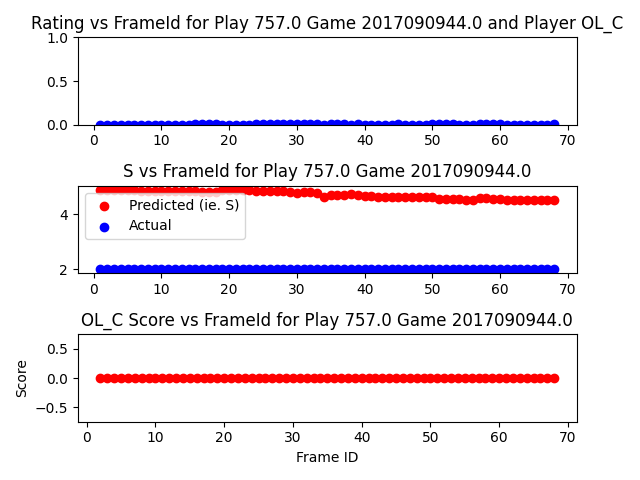 Rating vs FrameId for Play 757.0 Game 2017090944.0 and Player OL_C
1.0
0.5
0.0
0 10 20 30 40 50 60 70
S vs FrameId for Play 757.0 Game 2017090944.0
4
Predicted (ie. S)
Actual
2
0 10 20 30 40 50 60 70
OL_C Score vs FrameId for Play 757.0 Game 2017090944.0
0.5
0.0
−0.5
Score
0 10 20 30 40 50 60 70
Frame ID